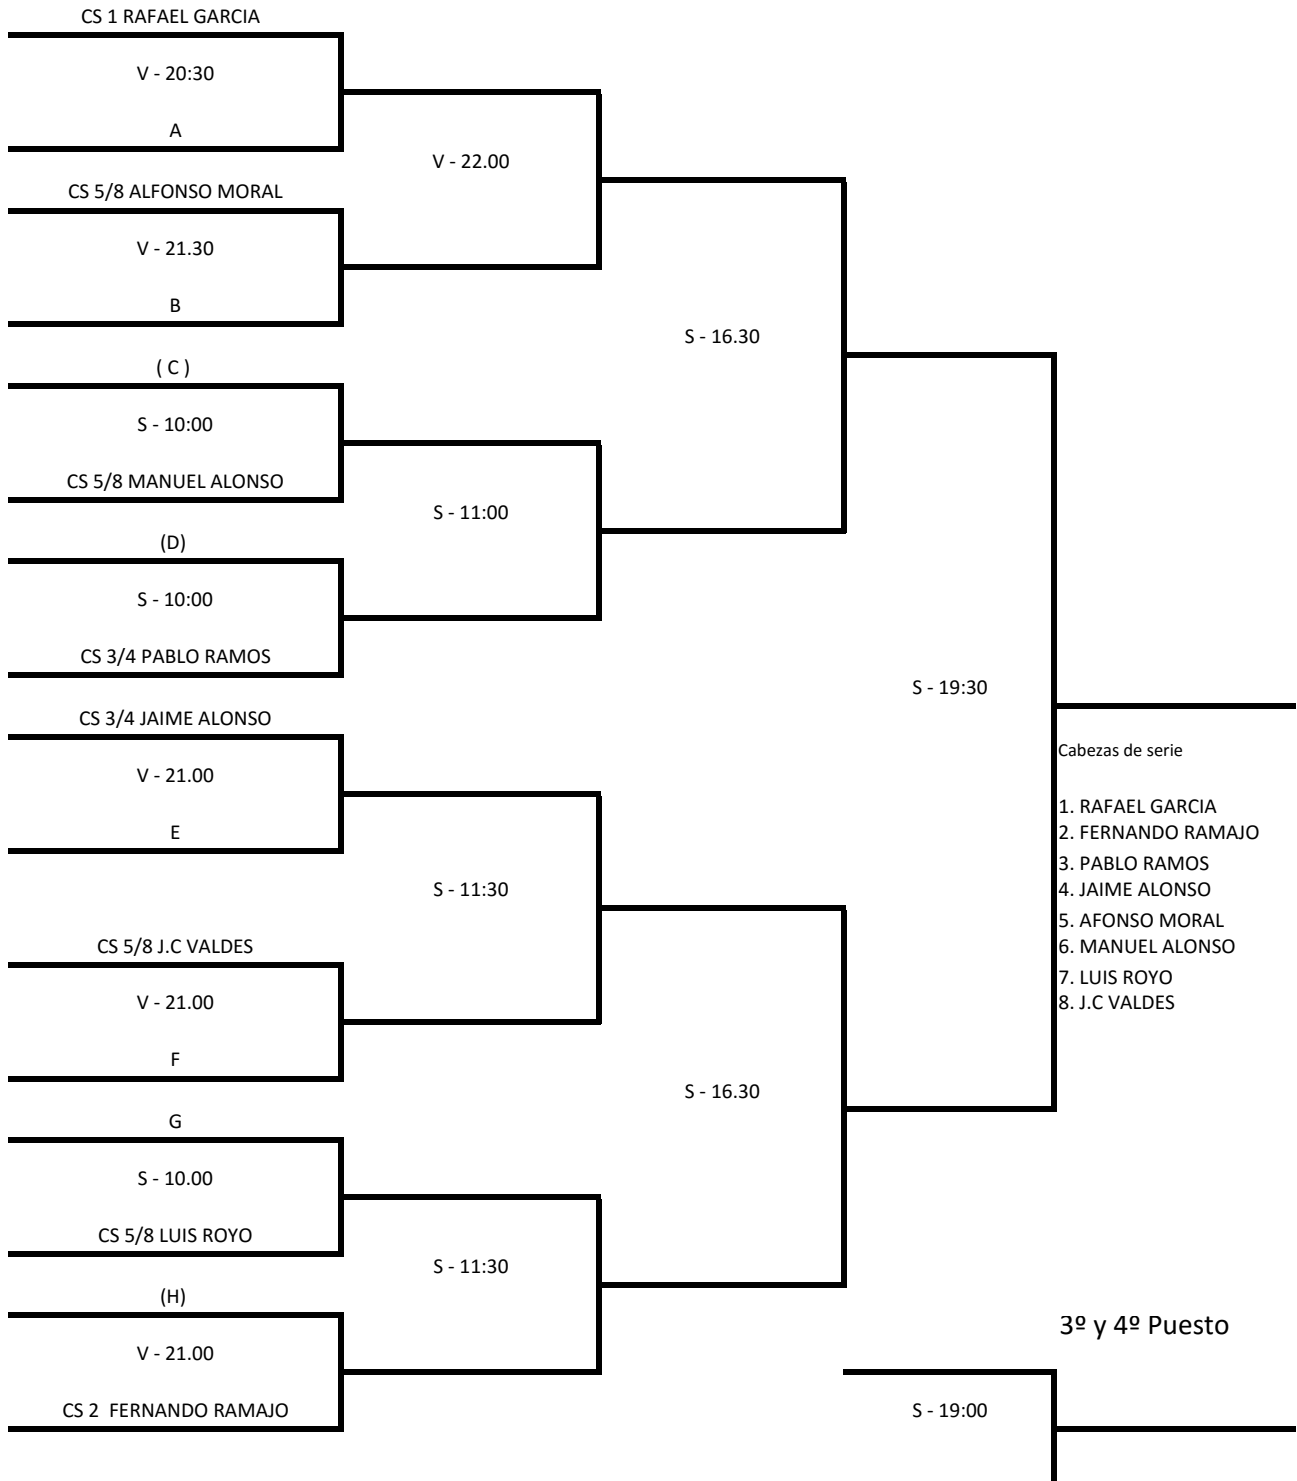 CS 1 RAFAEL GARCIA
V - 20:30
A
V - 22.00
CS 5/8 ALFONSO MORAL
V - 21.30
B
S - 16.30
( C )
S - 10:00
CS 5/8 MANUEL ALONSO
S - 11:00
(D)
S - 10:00
CS 3/4 PABLO RAMOS
S - 19:30
CS 3/4 JAIME ALONSO
V - 21.00
E
S - 11:30
CS 5/8 J.C VALDES
V - 21.00
F
S - 16.30
G
S - 10.00
CS 5/8 LUIS ROYO
S - 11:30
(H)
V - 21.00
CS 2  FERNANDO RAMAJO
Cabezas de serie
1. RAFAEL GARCIA
2. FERNANDO RAMAJO
3. PABLO RAMOS
4. JAIME ALONSO
5. AFONSO MORAL
6. MANUEL ALONSO
7. LUIS ROYO
8. J.C VALDES
3º y 4º Puesto
S - 19:00